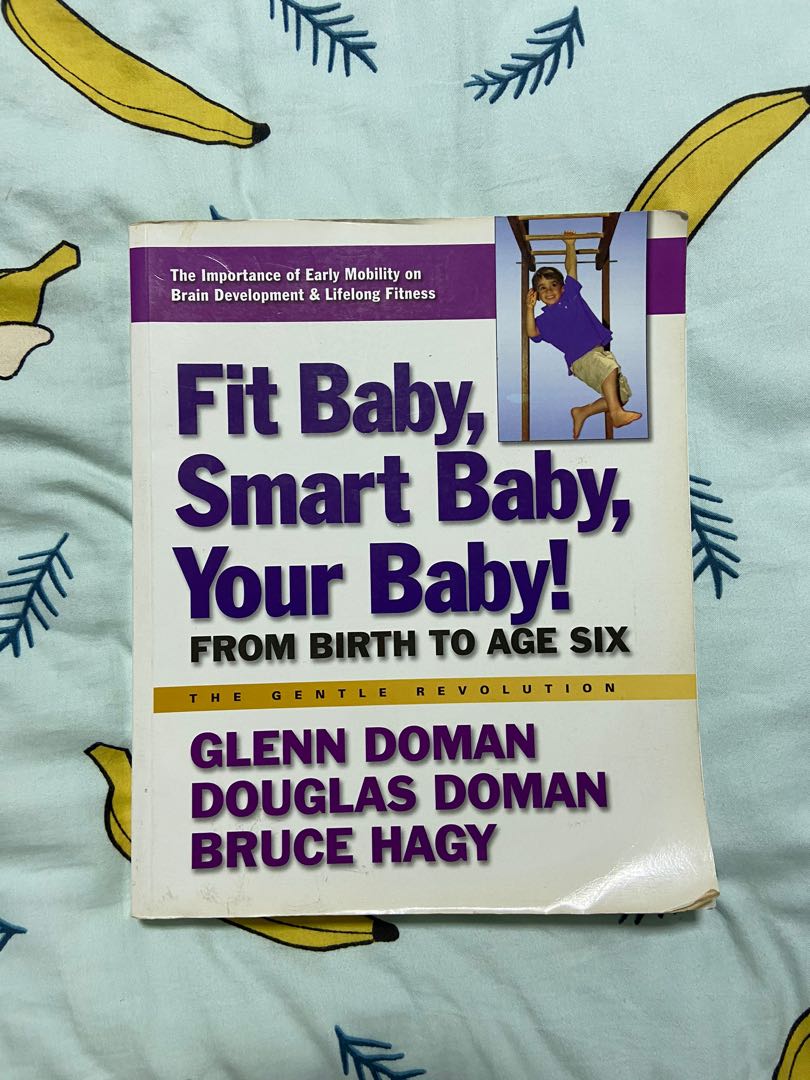 The Importance of Early Mobility on
Brain Development & Lifelong Fitness
Fit Baby,
Smart Baby,
Your Baby!
FROM BIRTH TO AGE SIX
THE GENTLE REVOLUTION
GLENN DOMAN
DOUGLAS DOMAN
BRUCE HAGY